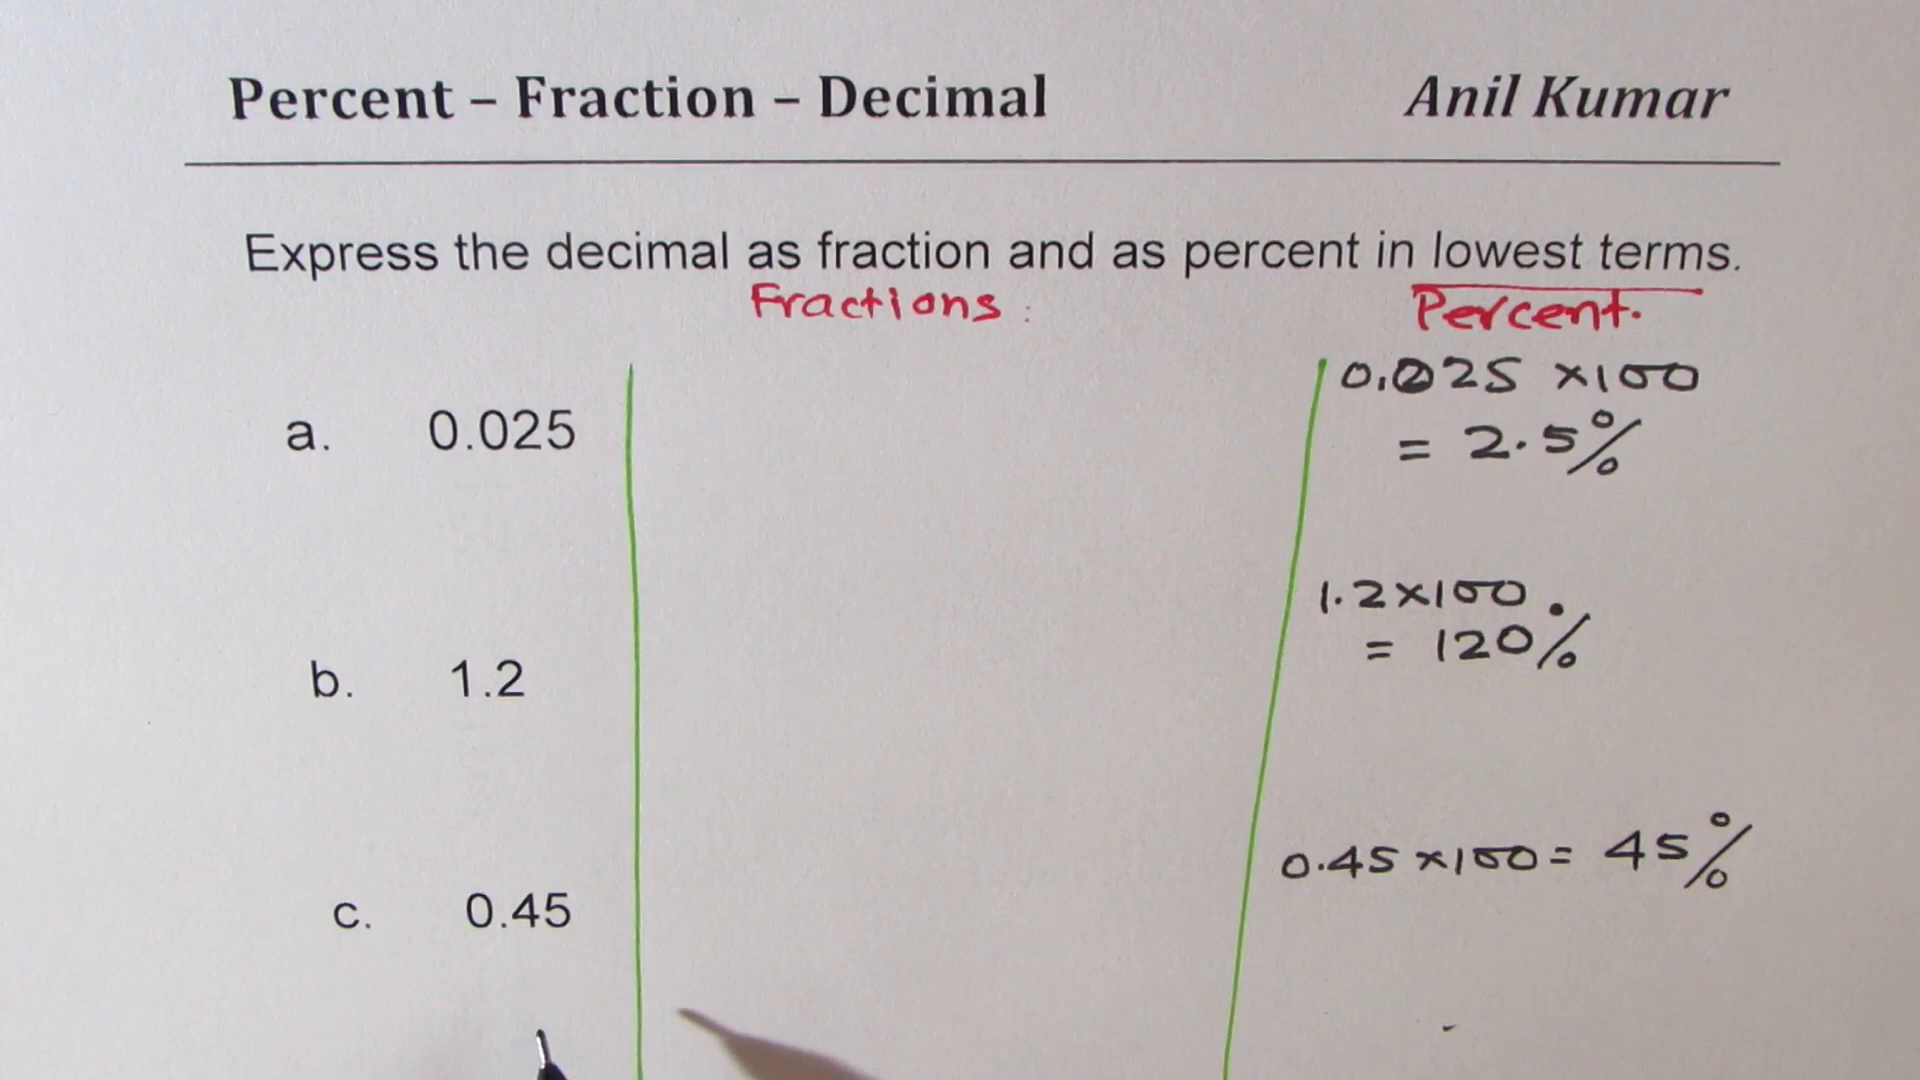 Percent – Fraction – Decimal Anil Kumar
Express the decimal as fraction and as percent in lowest terms.
Fractions: Percent.
0.025 ×100
a. 0.025
= 2.5%
1.2×100
= 120%
b. 1.2
0.45 ×100 = 45%
c. 0.45